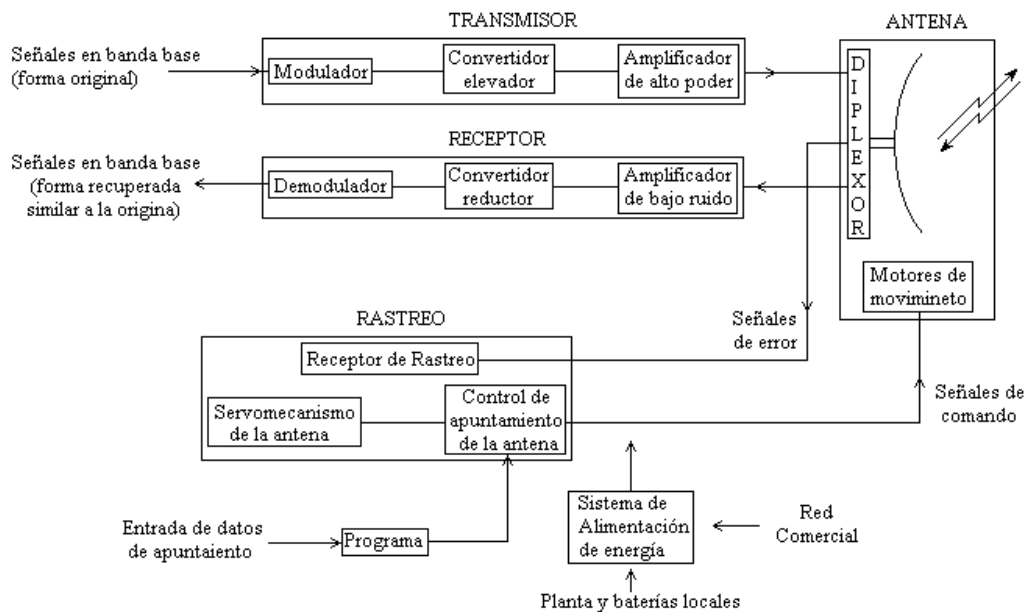 TRANSMISOR
ANTENA
Señales en banda base
(forma original)
Modulador
Convertidor
elevador
Amplificador
de alto poder
DIPLEXOR
RECEPTOR
Señales en banda base
(forma recuperada
similar a la origina)
Demodulador
Convertidor
reductor
Amplificador
de bajo ruido
Motores de
movimineto
Señales
de error
RASTREO
Receptor de Rastreo
Servomecanismo
de la antena
Control de
apuntamiento
de la antena
Señales de
comando
Entrada de datos
de apuntaiento
Programa
Sistema de
Alimentación
de energía
Red
Comercial
Planta y baterías locales